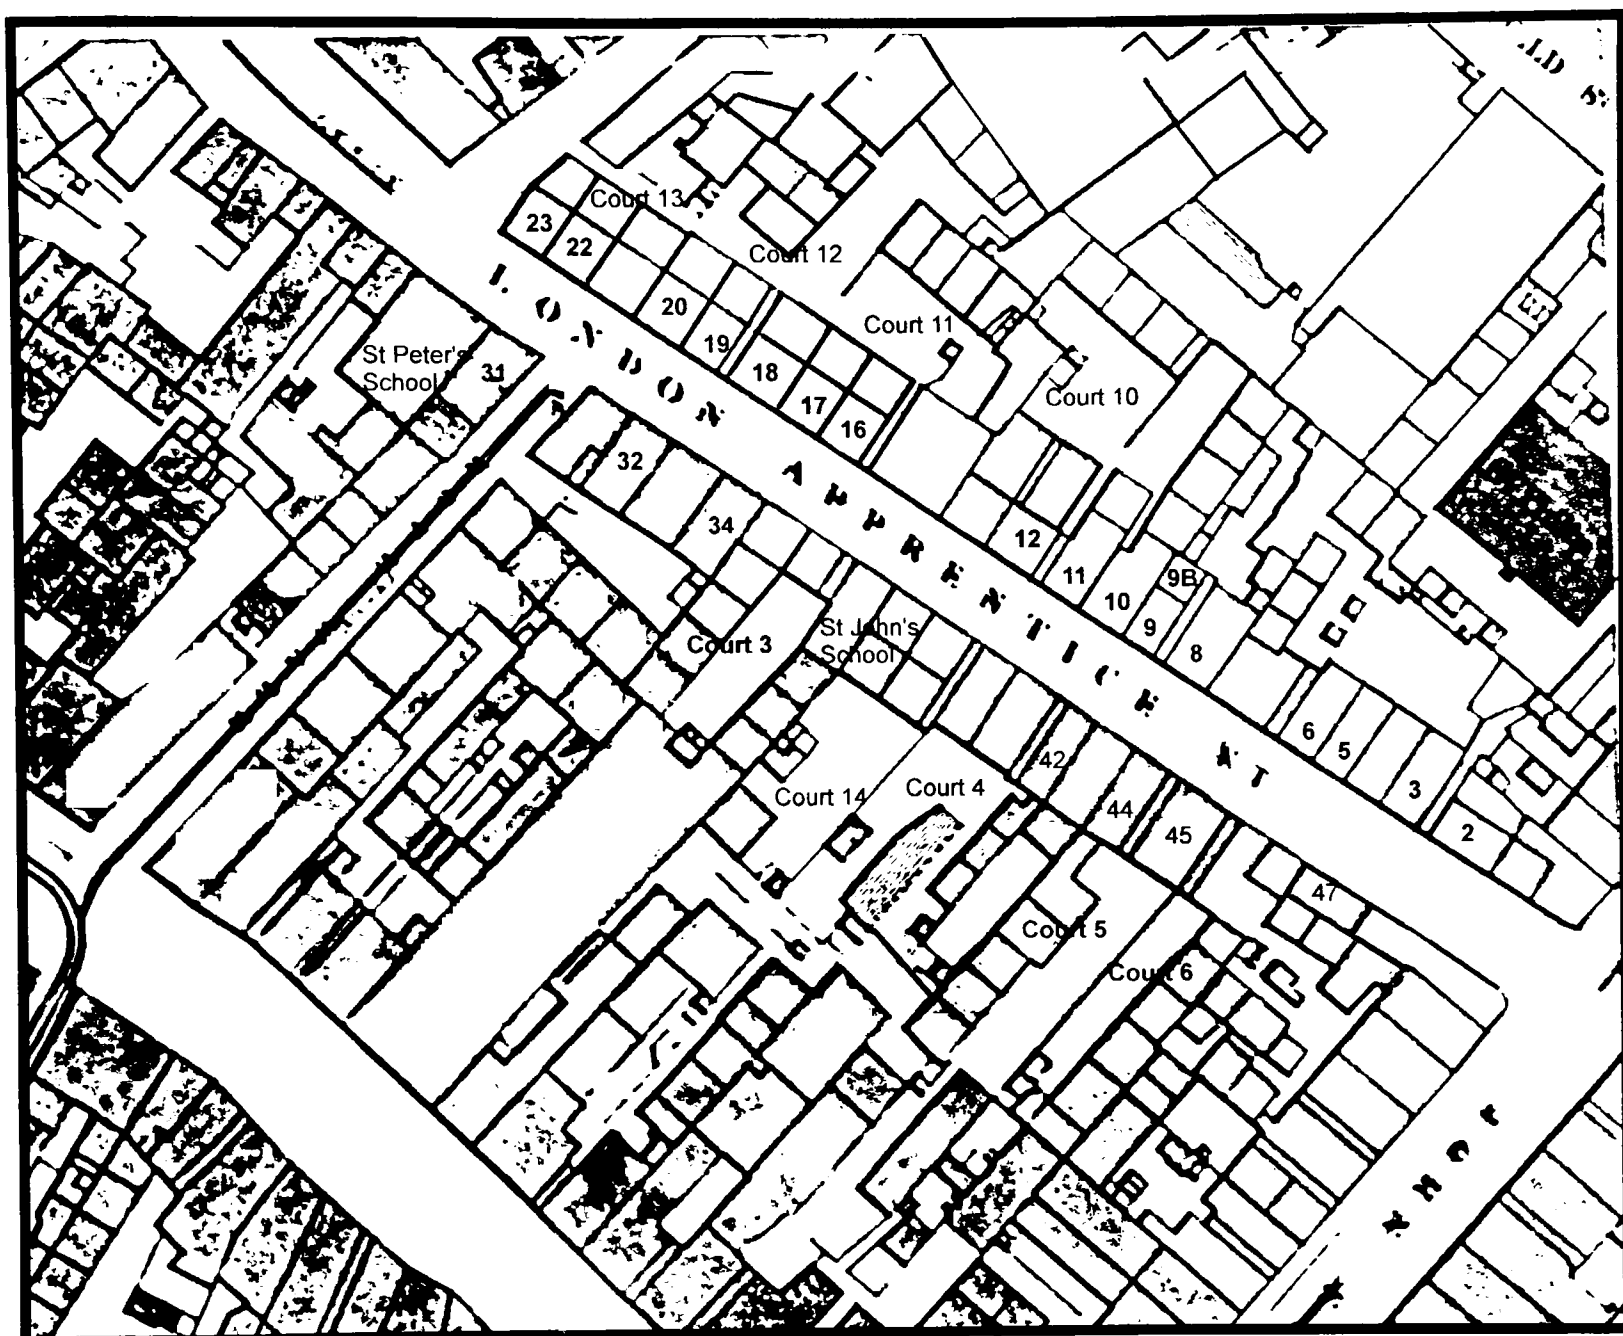 Court 13
23
22
Court 12
20
19
Court 11
18
17
16
Court 10
St Peter's
School
31
LONDON APPRENTICE ST
32
34
12
11
10
9B
9
8
Court 3
St John's
School
6
5
3
2
42
44
45
47
Court 14
Court 4
Court 5
Court 6